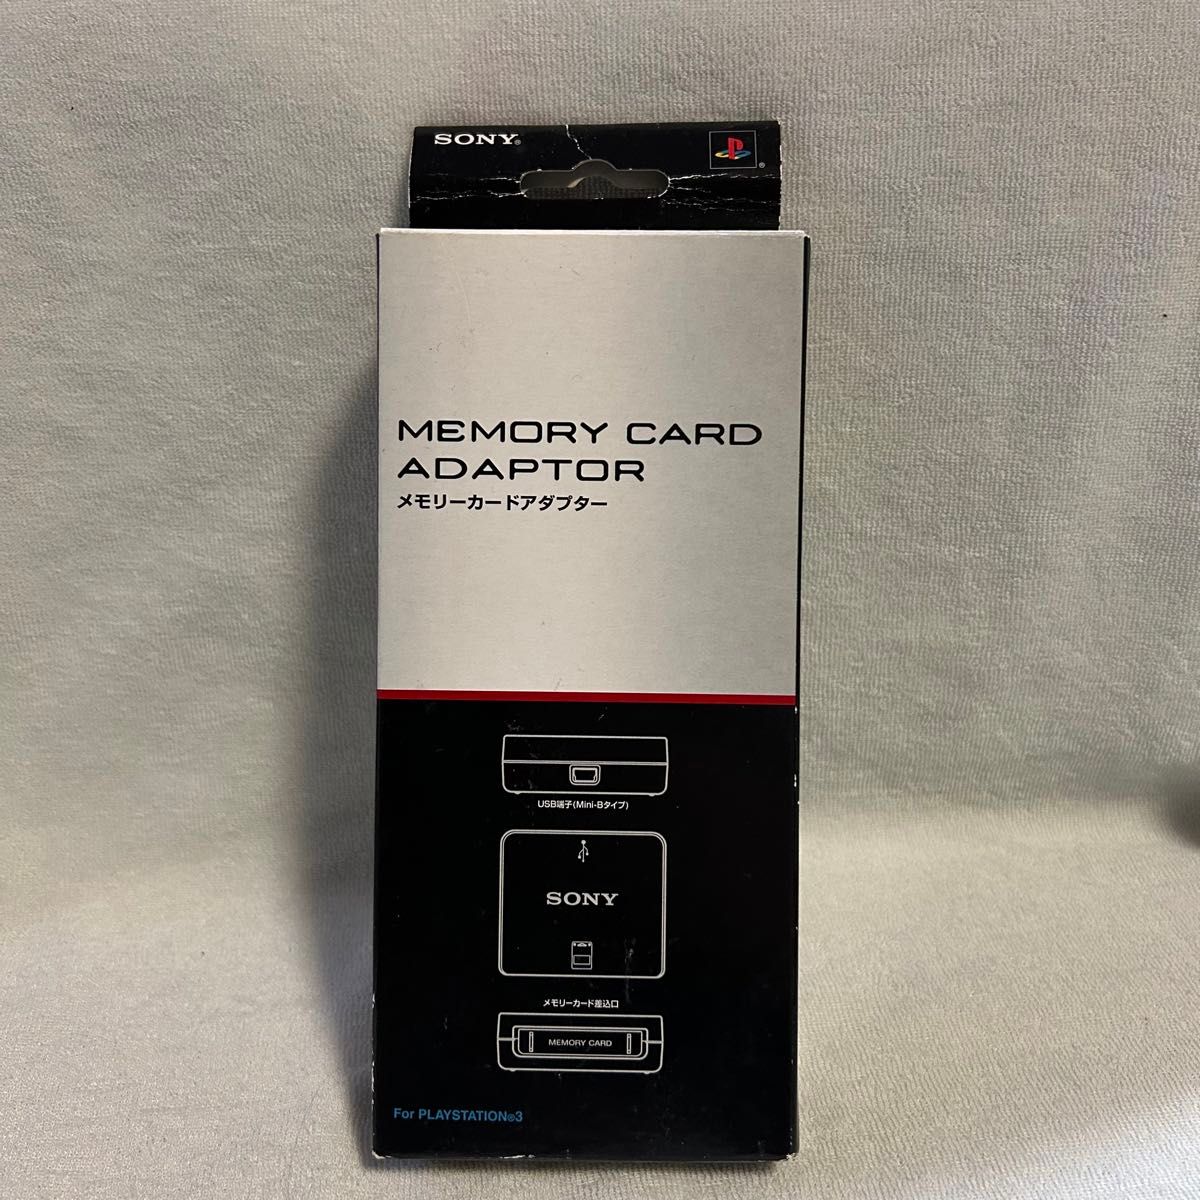 SONY®
®
MEMORY CARD
ADAPTOR
メモリーカードアダプター
USB端子(Mini-Bタイプ)
SONY
メモリーカード差込口
MEMORY CARD
For PLAYSTATION®3